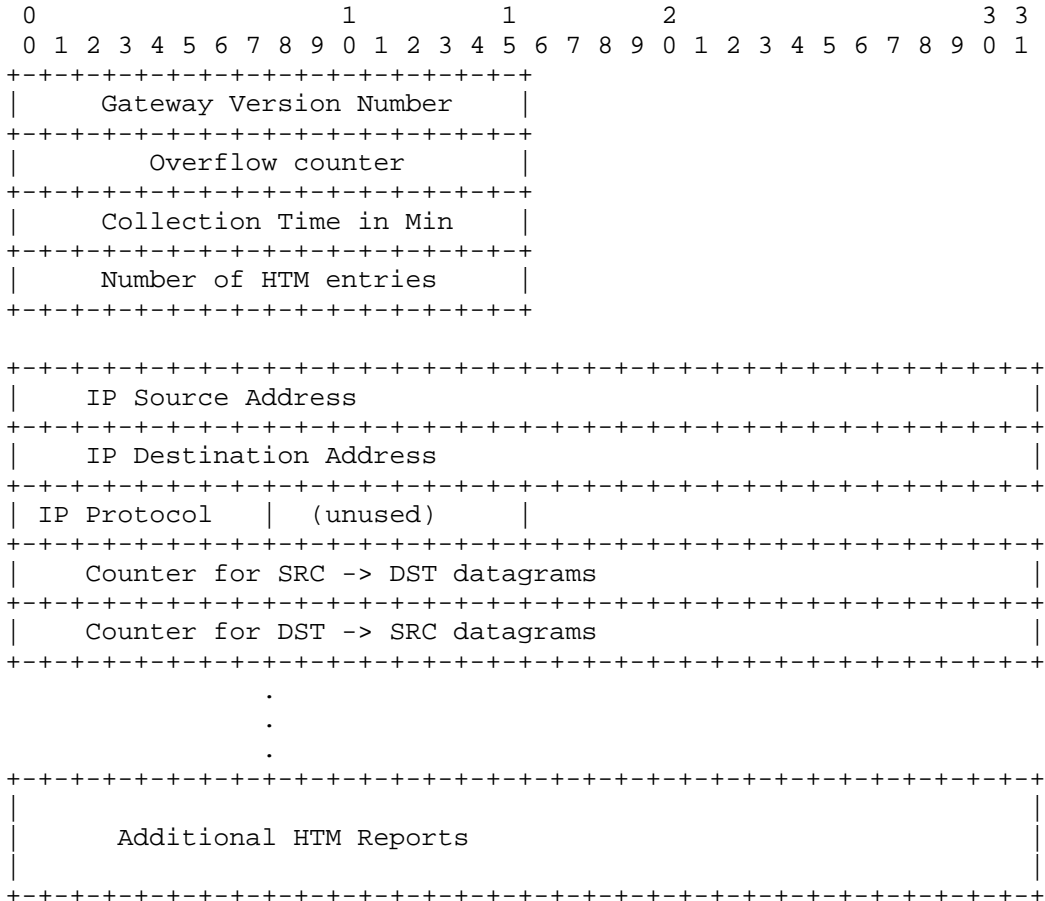 0                   1         1         2                   3 3
 0 1 2 3 4 5 6 7 8 9 0 1 2 3 4 5 6 7 8 9 0 1 2 3 4 5 6 7 8 9 0 1
+-+-+-+-+-+-+-+-+-+-+-+-+-+-+-+-+
|     Gateway Version Number    |
+-+-+-+-+-+-+-+-+-+-+-+-+-+-+-+-+
|        Overflow counter       |
+-+-+-+-+-+-+-+-+-+-+-+-+-+-+-+-+
|     Collection Time in Min    |
+-+-+-+-+-+-+-+-+-+-+-+-+-+-+-+-+
|     Number of HTM entries     |
+-+-+-+-+-+-+-+-+-+-+-+-+-+-+-+-+

+-+-+-+-+-+-+-+-+-+-+-+-+-+-+-+-+-+-+-+-+-+-+-+-+-+-+-+-+-+-+-+-+
|    IP Source Address                                          |
+-+-+-+-+-+-+-+-+-+-+-+-+-+-+-+-+-+-+-+-+-+-+-+-+-+-+-+-+-+-+-+-+
|    IP Destination Address                                     |
+-+-+-+-+-+-+-+-+-+-+-+-+-+-+-+-+-+-+-+-+-+-+-+-+-+-+-+-+-+-+-+-+
| IP Protocol   |  (unused)     |
+-+-+-+-+-+-+-+-+-+-+-+-+-+-+-+-+-+-+-+-+-+-+-+-+-+-+-+-+-+-+-+-+
|    Counter for SRC -> DST datagrams                           |
+-+-+-+-+-+-+-+-+-+-+-+-+-+-+-+-+-+-+-+-+-+-+-+-+-+-+-+-+-+-+-+-+
|    Counter for DST -> SRC datagrams                           |
+-+-+-+-+-+-+-+-+-+-+-+-+-+-+-+-+-+-+-+-+-+-+-+-+-+-+-+-+-+-+-+-+
                .
                .
                .
+-+-+-+-+-+-+-+-+-+-+-+-+-+-+-+-+-+-+-+-+-+-+-+-+-+-+-+-+-+-+-+-+
|                                                               |
|      Additional HTM Reports                                   |
|                                                               |
+-+-+-+-+-+-+-+-+-+-+-+-+-+-+-+-+-+-+-+-+-+-+-+-+-+-+-+-+-+-+-+-+